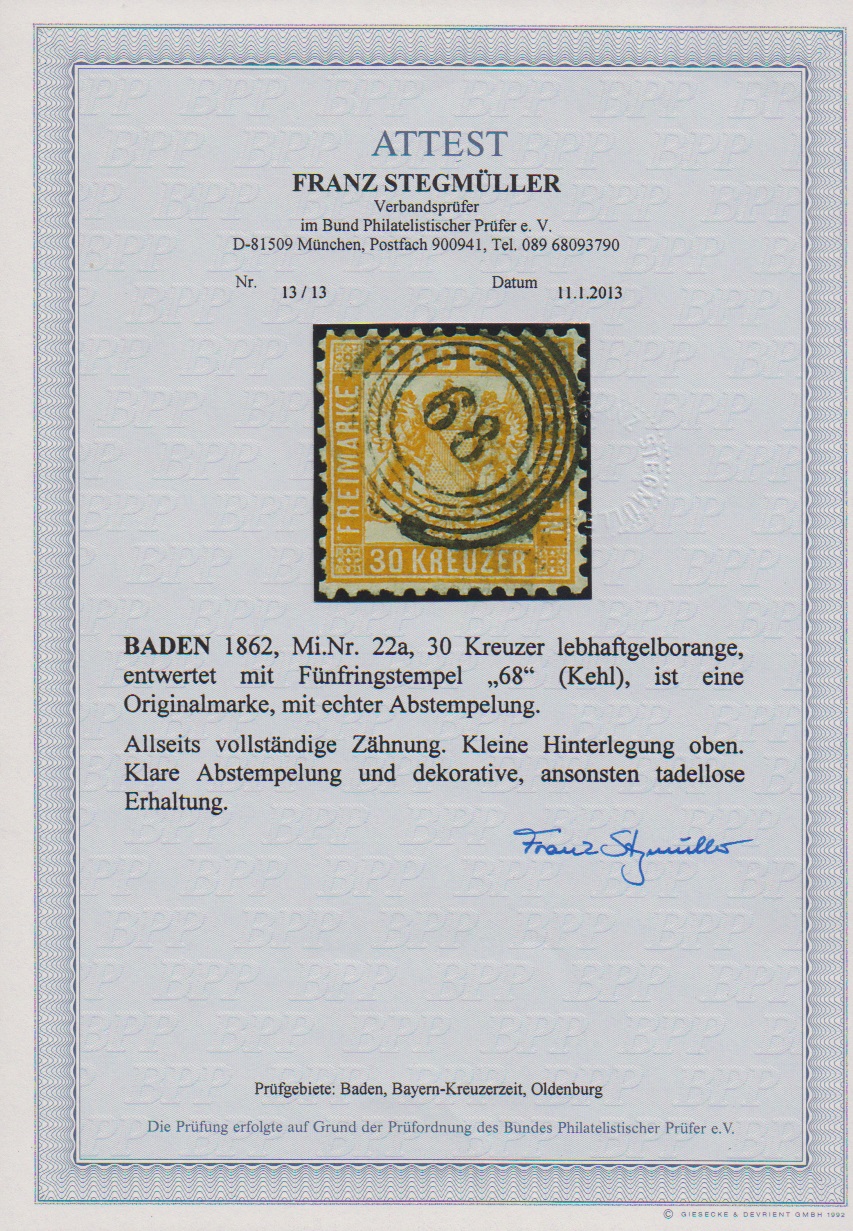 ATTEST
FRANZ STEGMÜLLER
Verbandsprüfer
im Bund Philatelistischer Prüfer e. V.
D-81509 München, Postfach 900941, Tel. 089 68093790
Nr. 13 / 13 Datum 11.1.2013
BADEN
FREIMARKE
68
30 KREUZER
STEGMÜL
BADEN 1862, Mi.Nr. 22a, 30 Kreuzer lebhaftgelborange,
entwertet mit Fünfringstempel „68“ (Kehl), ist eine
Originalmarke, mit echter Abstempelung.
Allseits vollständige Zähnung. Kleine Hinterlegung oben.
Klare Abstempelung und dekorative, ansonsten tadellose
Erhaltung.
Franz Stegmüller
Prüfgebiete: Baden, Bayern-Kreuzerzeit, Oldenburg
Die Prüfung erfolgte auf Grund der Prüfordnung des Bundes Philatelistischer Prüfer e.V.
© GIESECKE & DEVRIENT GMBH 1992